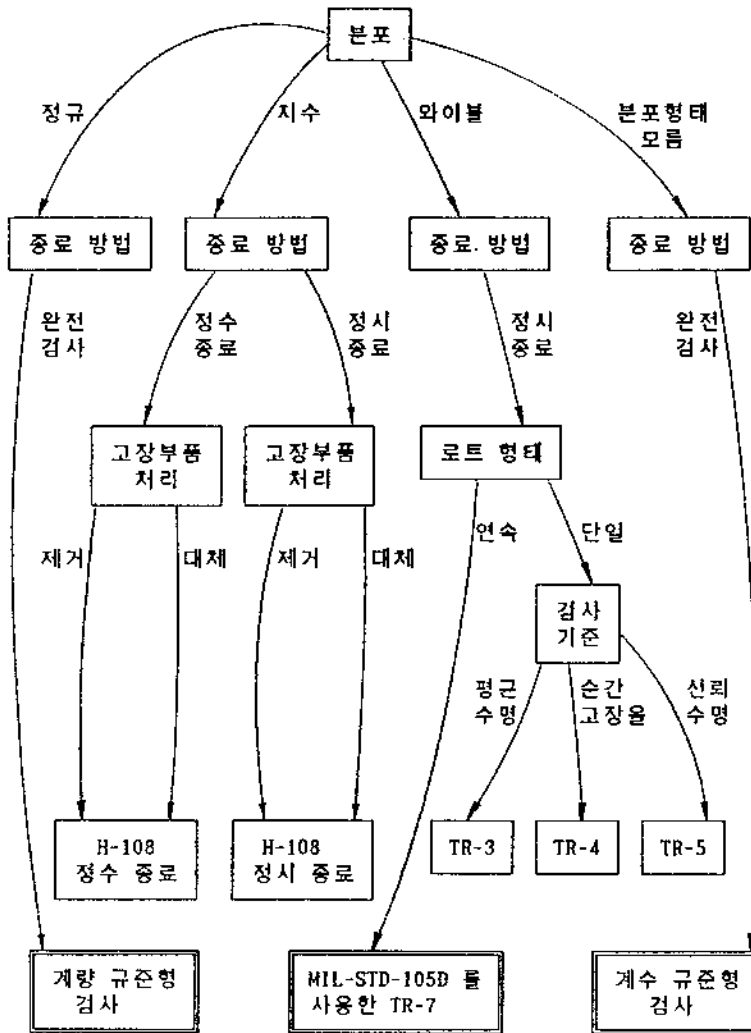 분포
정규
지수
와이블
분포형태
모름
종료 방법
종료 방법
종료. 방법
종료 방법
완전
검사
정수
종료
정시
종료
정시
종료
완전
검사
고장부품
처리
고장부품
처리
로트 형태
제거
대체
제거
대체
연속
단일
검사
기준
평균
수명
순간
고장율
신뢰
수명
H-108
정수 종료
H-108
정시 종료
TR-3
TR-4
TR-5
계량 규준형
검사
MIL-STD-105D 를
사용한 TR-7
계수 규준형
검사